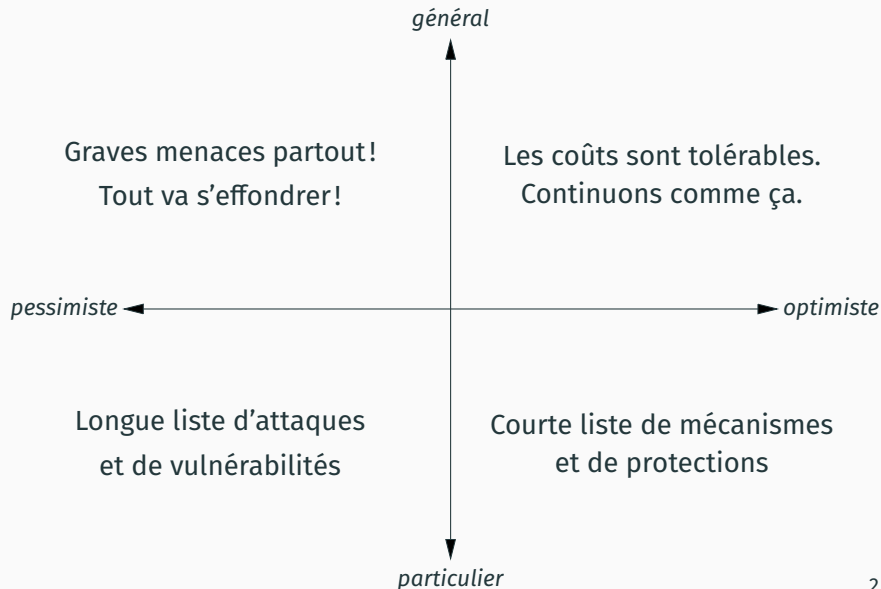 général
Graves menaces partout !
Tout va s'effondrer !
Les coûts sont tolérables.
Continuons comme ça.
pessimiste
optimiste
Longue liste d'attaques
et de vulnérabilités
Courte liste de mécanismes
et de protections
particulier
2